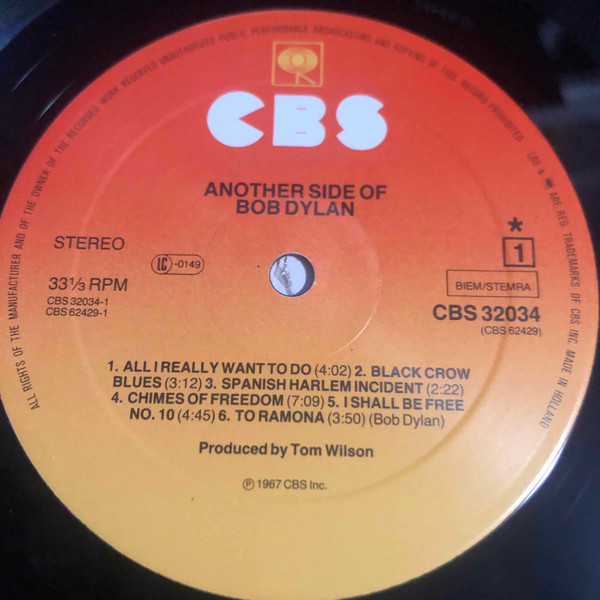 ALL RIGHTS OF THE MANUFACTURER AND OF THE OWNER OF THE RECORDED WORK RESERVED UNAUTHORISED PUBLIC PERFORMANCE BROADCASTING AND COPYING OF THIS RECORD PROHIBITED
CBS & ARE REG. TRADEMARKS OF CBS INC. MADE IN HOLLAND
CBS
ANOTHER SIDE OF
BOB DYLAN
STEREO
LC-0149
*
1
33⅓ RPM
CBS 32034-1
CBS 62429-1
BIEM/STEMRA
CBS 32034
(CBS 62429)
1. ALL I REALLY WANT TO DO (4:02) 2. BLACK CROW
BLUES (3:12) 3. SPANISH HARLEM INCIDENT (2:22)
4. CHIMES OF FREEDOM (7:09) 5. I SHALL BE FREE
NO. 10 (4:45) 6. TO RAMONA (3:50) (Bob Dylan)
Produced by Tom Wilson
℗ 1967 CBS Inc.